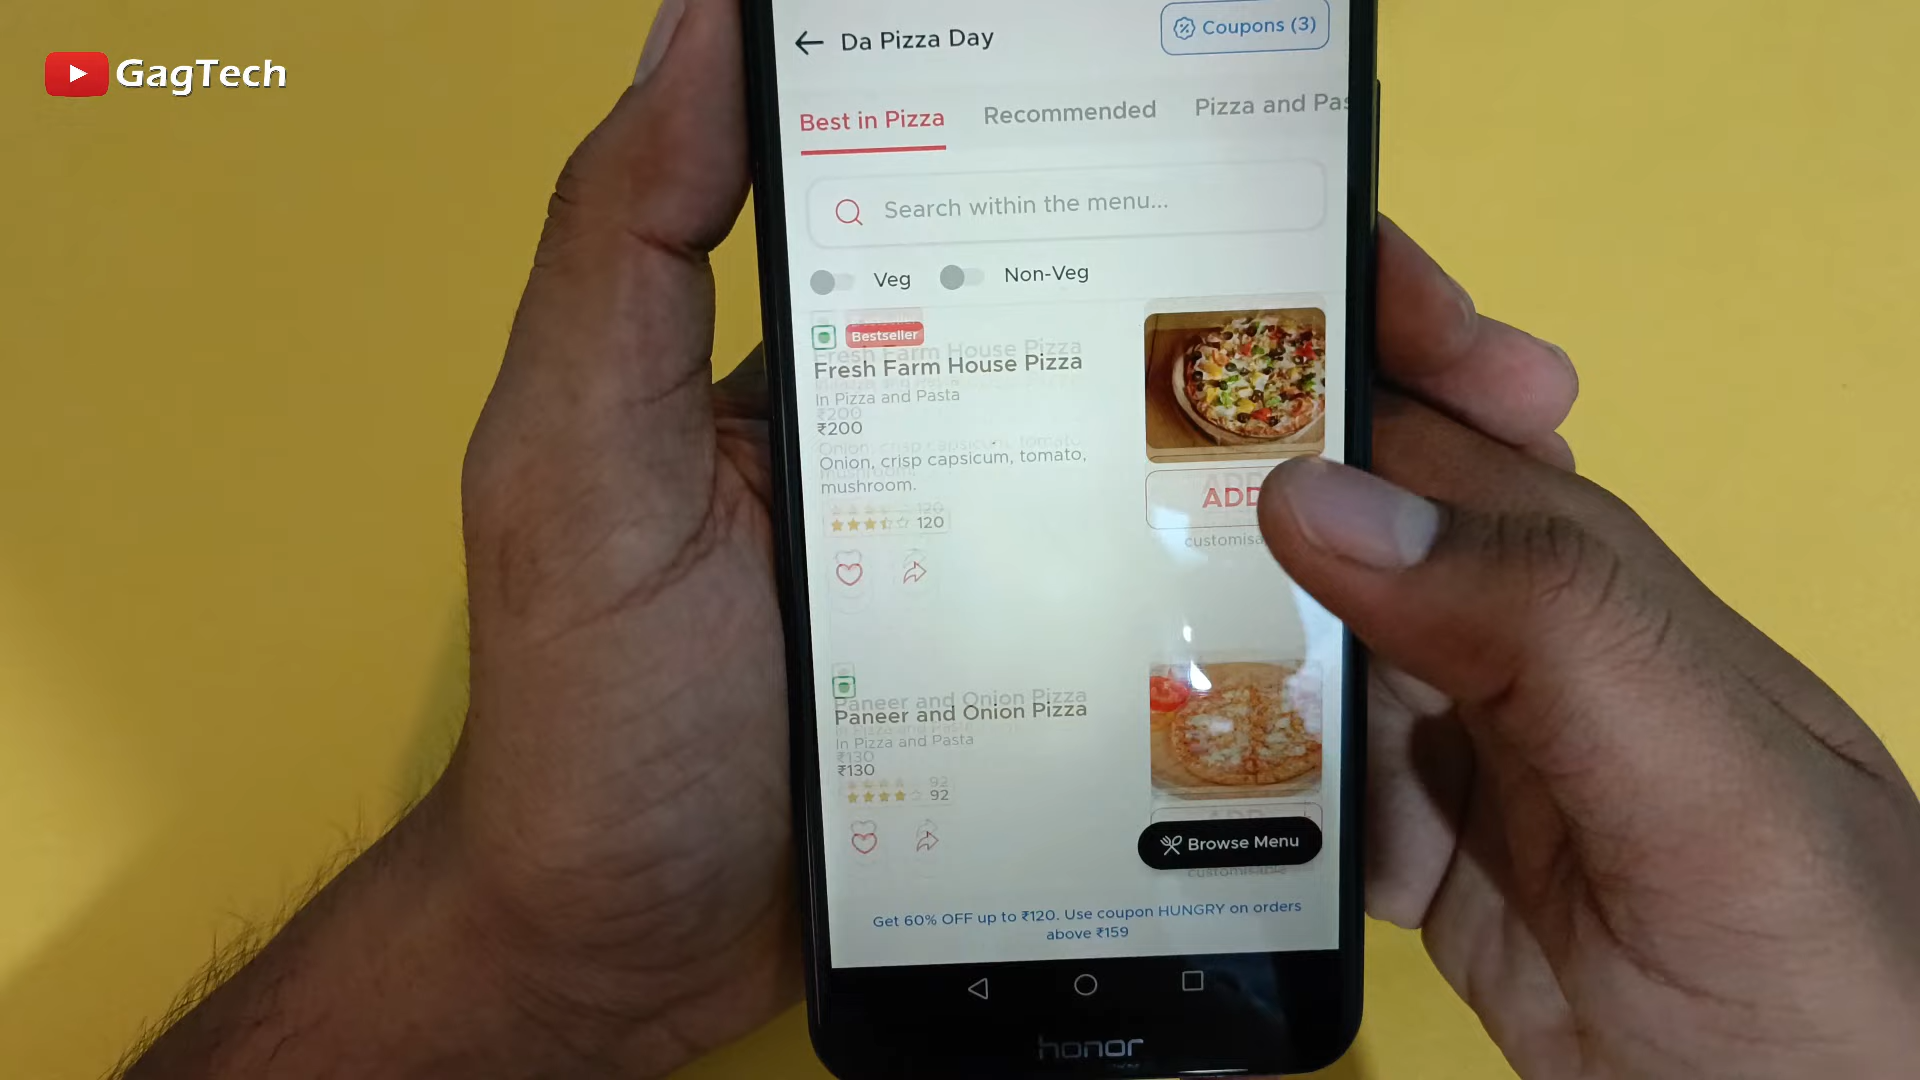 GagTech
Da Pizza Day
Coupons (3)
Best in Pizza
Recommended
Pizza and Pas
Search within the menu...
Veg
Non-Veg
Bestseller
Fresh Farm House Pizza
In Pizza and Pasta
₹200
Onion, crisp capsicum, tomato,
mushroom.
120
ADD
customisa
Paneer and Onion Pizza
In Pizza and Pasta
₹130
92
ADD
Browse Menu
customisable
Get 60% OFF up to ₹120. Use coupon HUNGRY on orders
above ₹159
honor